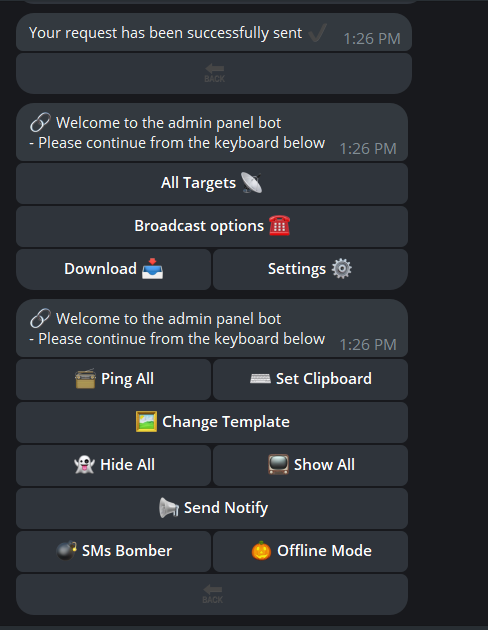 Your request has been successfully sent
1:26 PM
BACK
Welcome to the admin panel bot
- Please continue from the keyboard below
1:26 PM
All Targets
Broadcast options
Download
Settings
Welcome to the admin panel bot
- Please continue from the keyboard below
1:26 PM
Ping All
Set Clipboard
Change Template
Hide All
Show All
Send Notify
SMs Bomber
Offline Mode
BACK